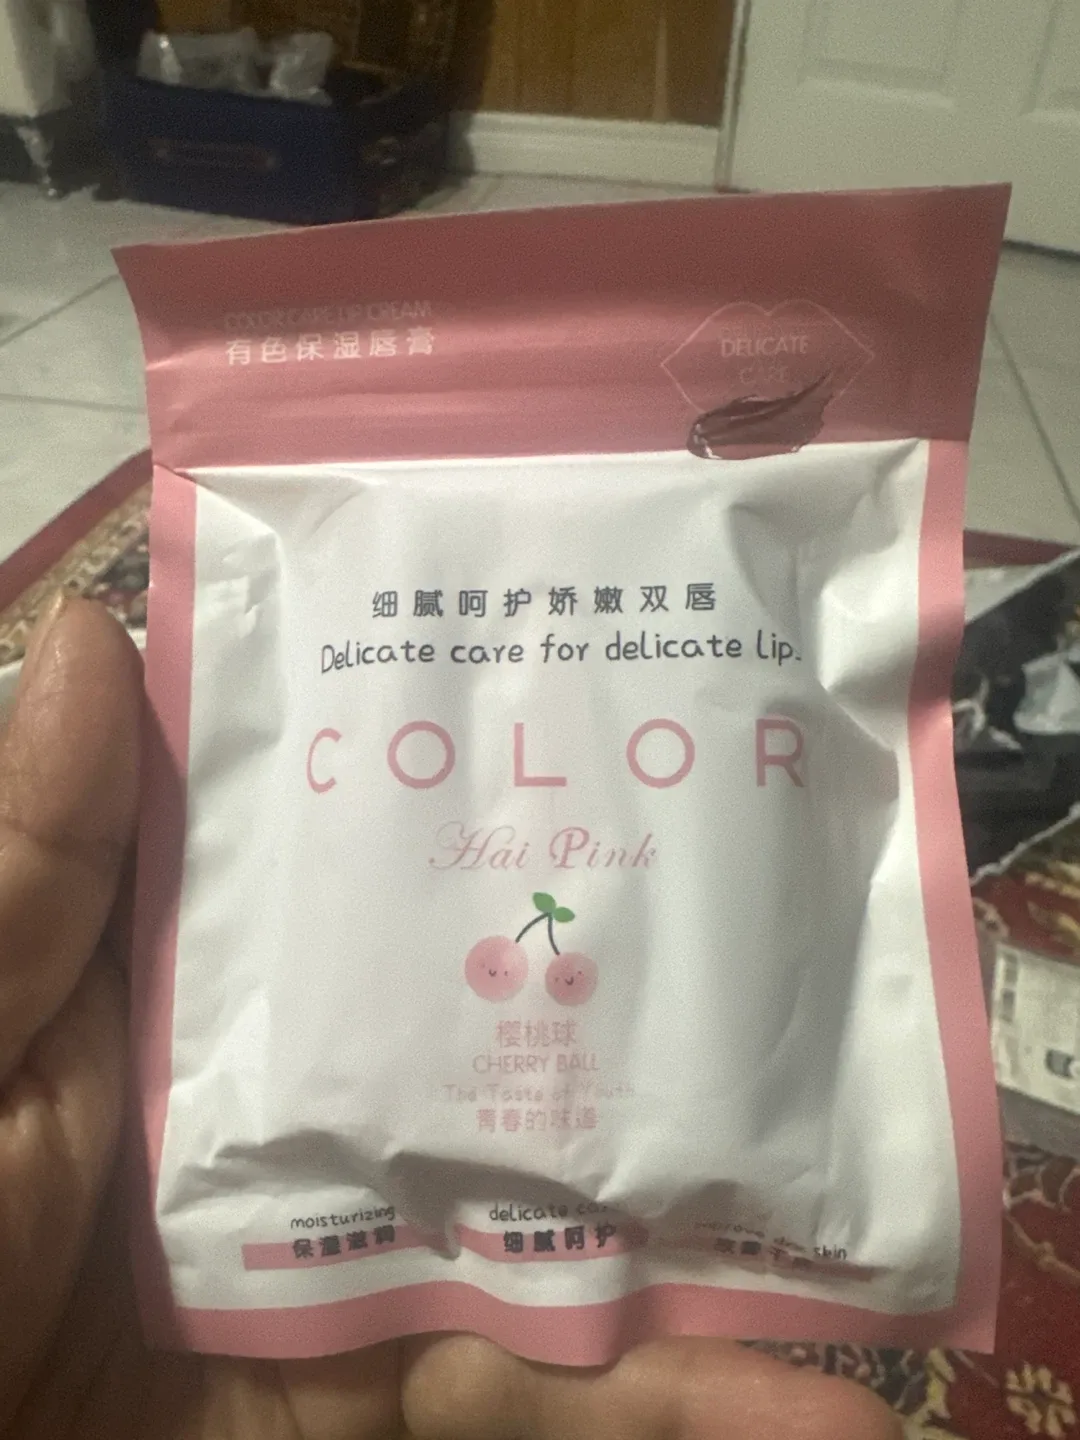 COLOR CARE LIP CREAM
有色保湿唇膏
DELICATE
CARE
细腻呵护娇嫩双唇
Delicate care for delicate lip.
COLOR
Hai Pink
樱桃球
CHERRY BALL
The Taste of Youth
青春的味道
moisturizing
保湿滋润
delicate
细腻呵护
skin